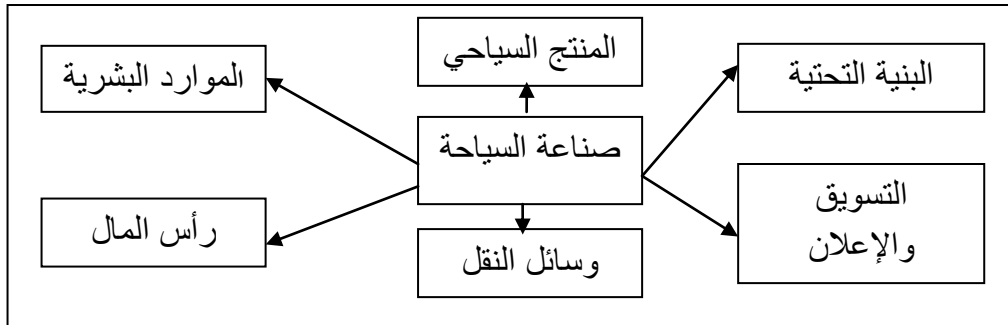 المنتج السياحي
البنية التحتية
الموارد البشرية
صناعة السياحة
التسويق
والإعلان
رأس المال
وسائل النقل